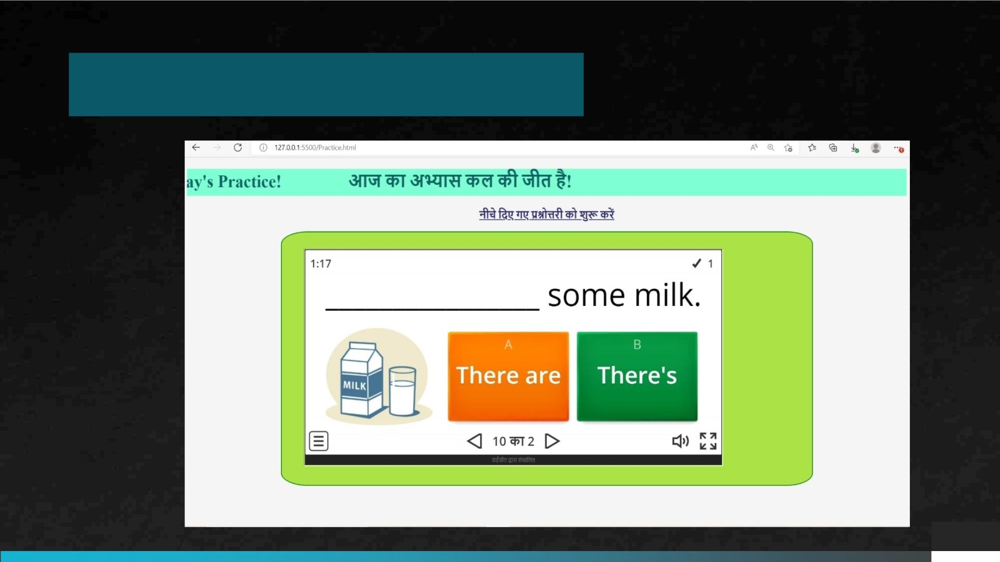 127.0.0.1:5500/Practice.html
ay's Practice! आज का अभ्यास कल की जीत है!
नीचे दिए गए प्रश्नोत्तरी को शुरू करें
1:17 ✓ 1
________________ some milk.
MILK
A
There are
B
There's
10 का 2
वर्डवॉल द्वारा संचालित